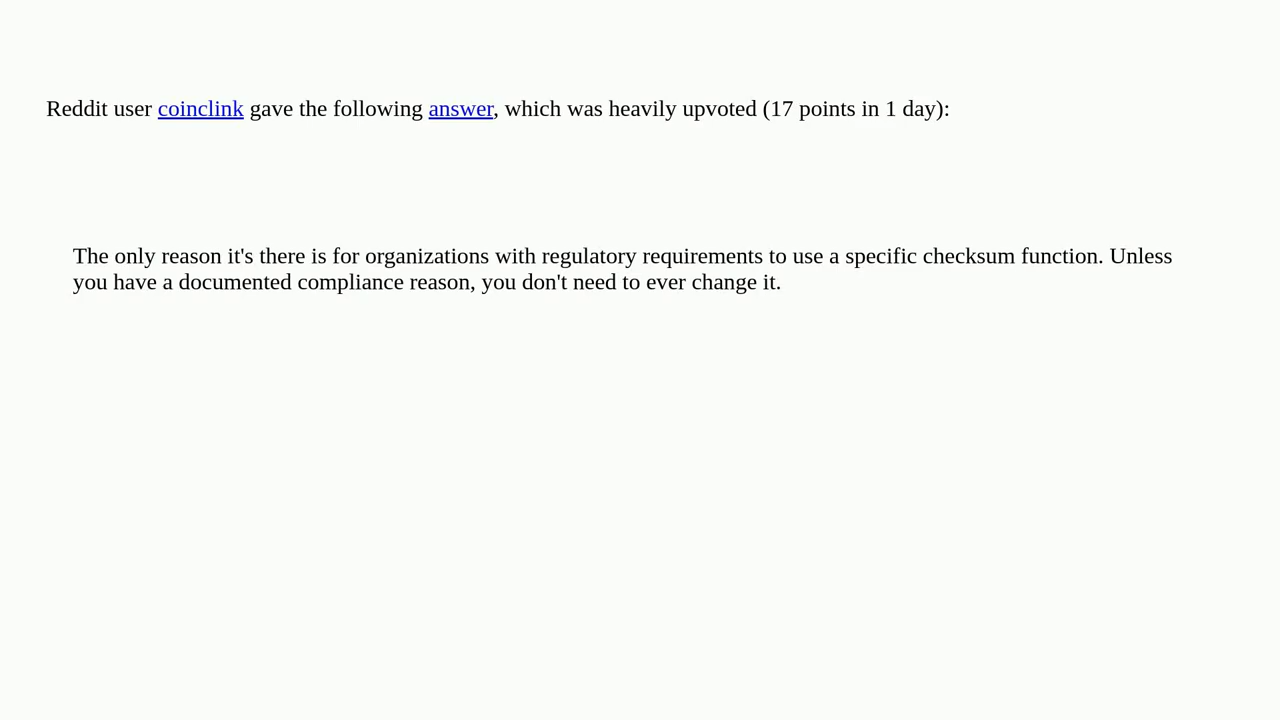 Reddit user coinclink gave the following answer, which was heavily upvoted (17 points in 1 day):
The only reason it's there is for organizations with regulatory requirements to use a specific checksum function. Unless
you have a documented compliance reason, you don't need to ever change it.